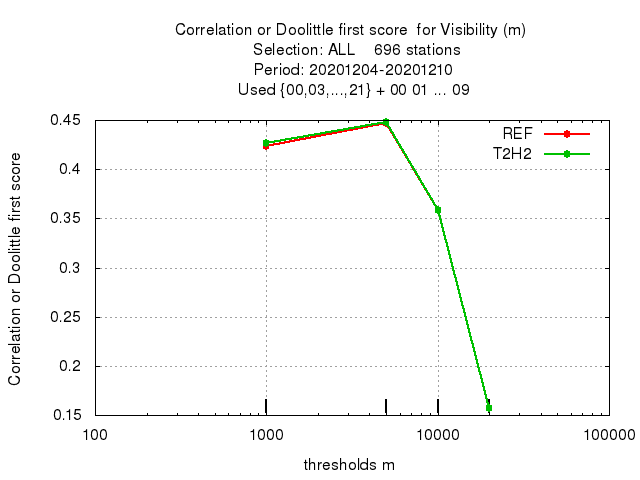 Correlation or Doolittle first score  for Visibility (m)
Selection: ALL    696 stations
Period: 20201204-20201210
Used {00,03,...,21} + 00 01 ... 09
REF
T2H2
Correlation or Doolittle first score
0.45
0.4
0.35
0.3
0.25
0.2
0.15
100
1000
10000
100000
thresholds m